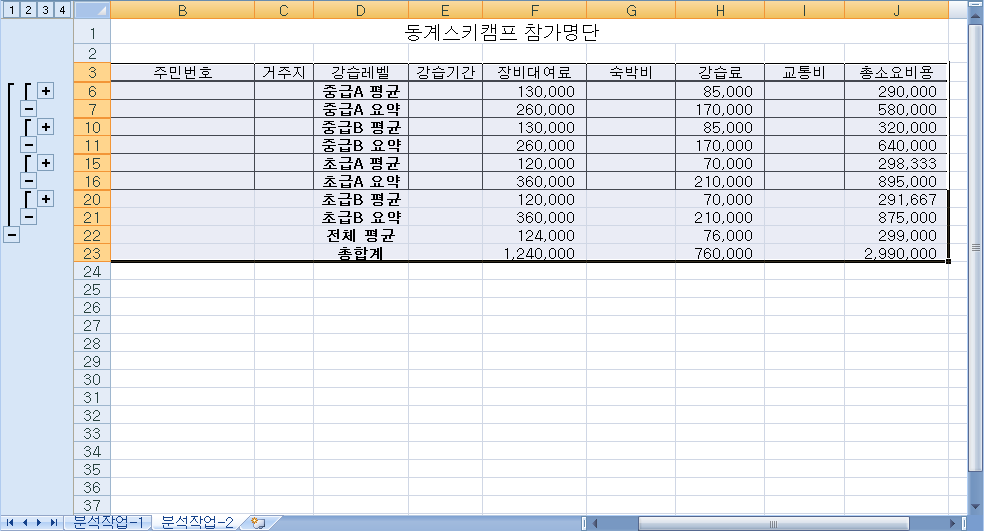 1 2 3 4 B C D E F G H I J
1 동계스키캠프 참가명단
2
3 주민번호 거주지 강습레벨 강습기간 장비대여료 숙박비 강습료 교통비 총소요비용
6 중급A 평균 130,000 85,000 290,000
7 중급A 요약 260,000 170,000 580,000
10 중급B 평균 130,000 85,000 320,000
11 중급B 요약 260,000 170,000 640,000
15 초급A 평균 120,000 70,000 298,333
16 초급A 요약 360,000 210,000 895,000
20 초급B 평균 120,000 70,000 291,667
21 초급B 요약 360,000 210,000 875,000
22 전체 평균 124,000 76,000 299,000
23 총합계 1,240,000 760,000 2,990,000
24
25
26
27
28
29
30
31
32
33
34
35
36
37
분석작업-1 분석작업-2